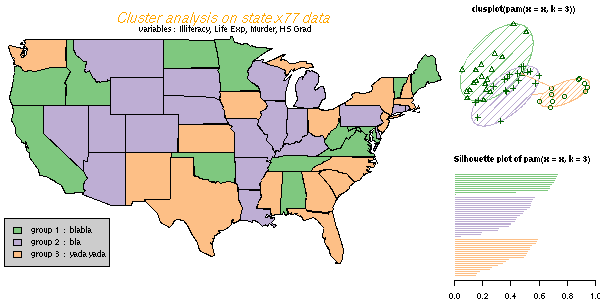 Cluster analysis on state.x77 data
variables : Illiteracy, Life Exp, Murder, HS Grad
group 1 : blabla
group 2 : bla
group 3 : yada yada
clusplot(pam(x = x, k = 3))
Silhouette plot of pam(x = x, k = 3)
0.0 0.2 0.4 0.6 0.8 1.0